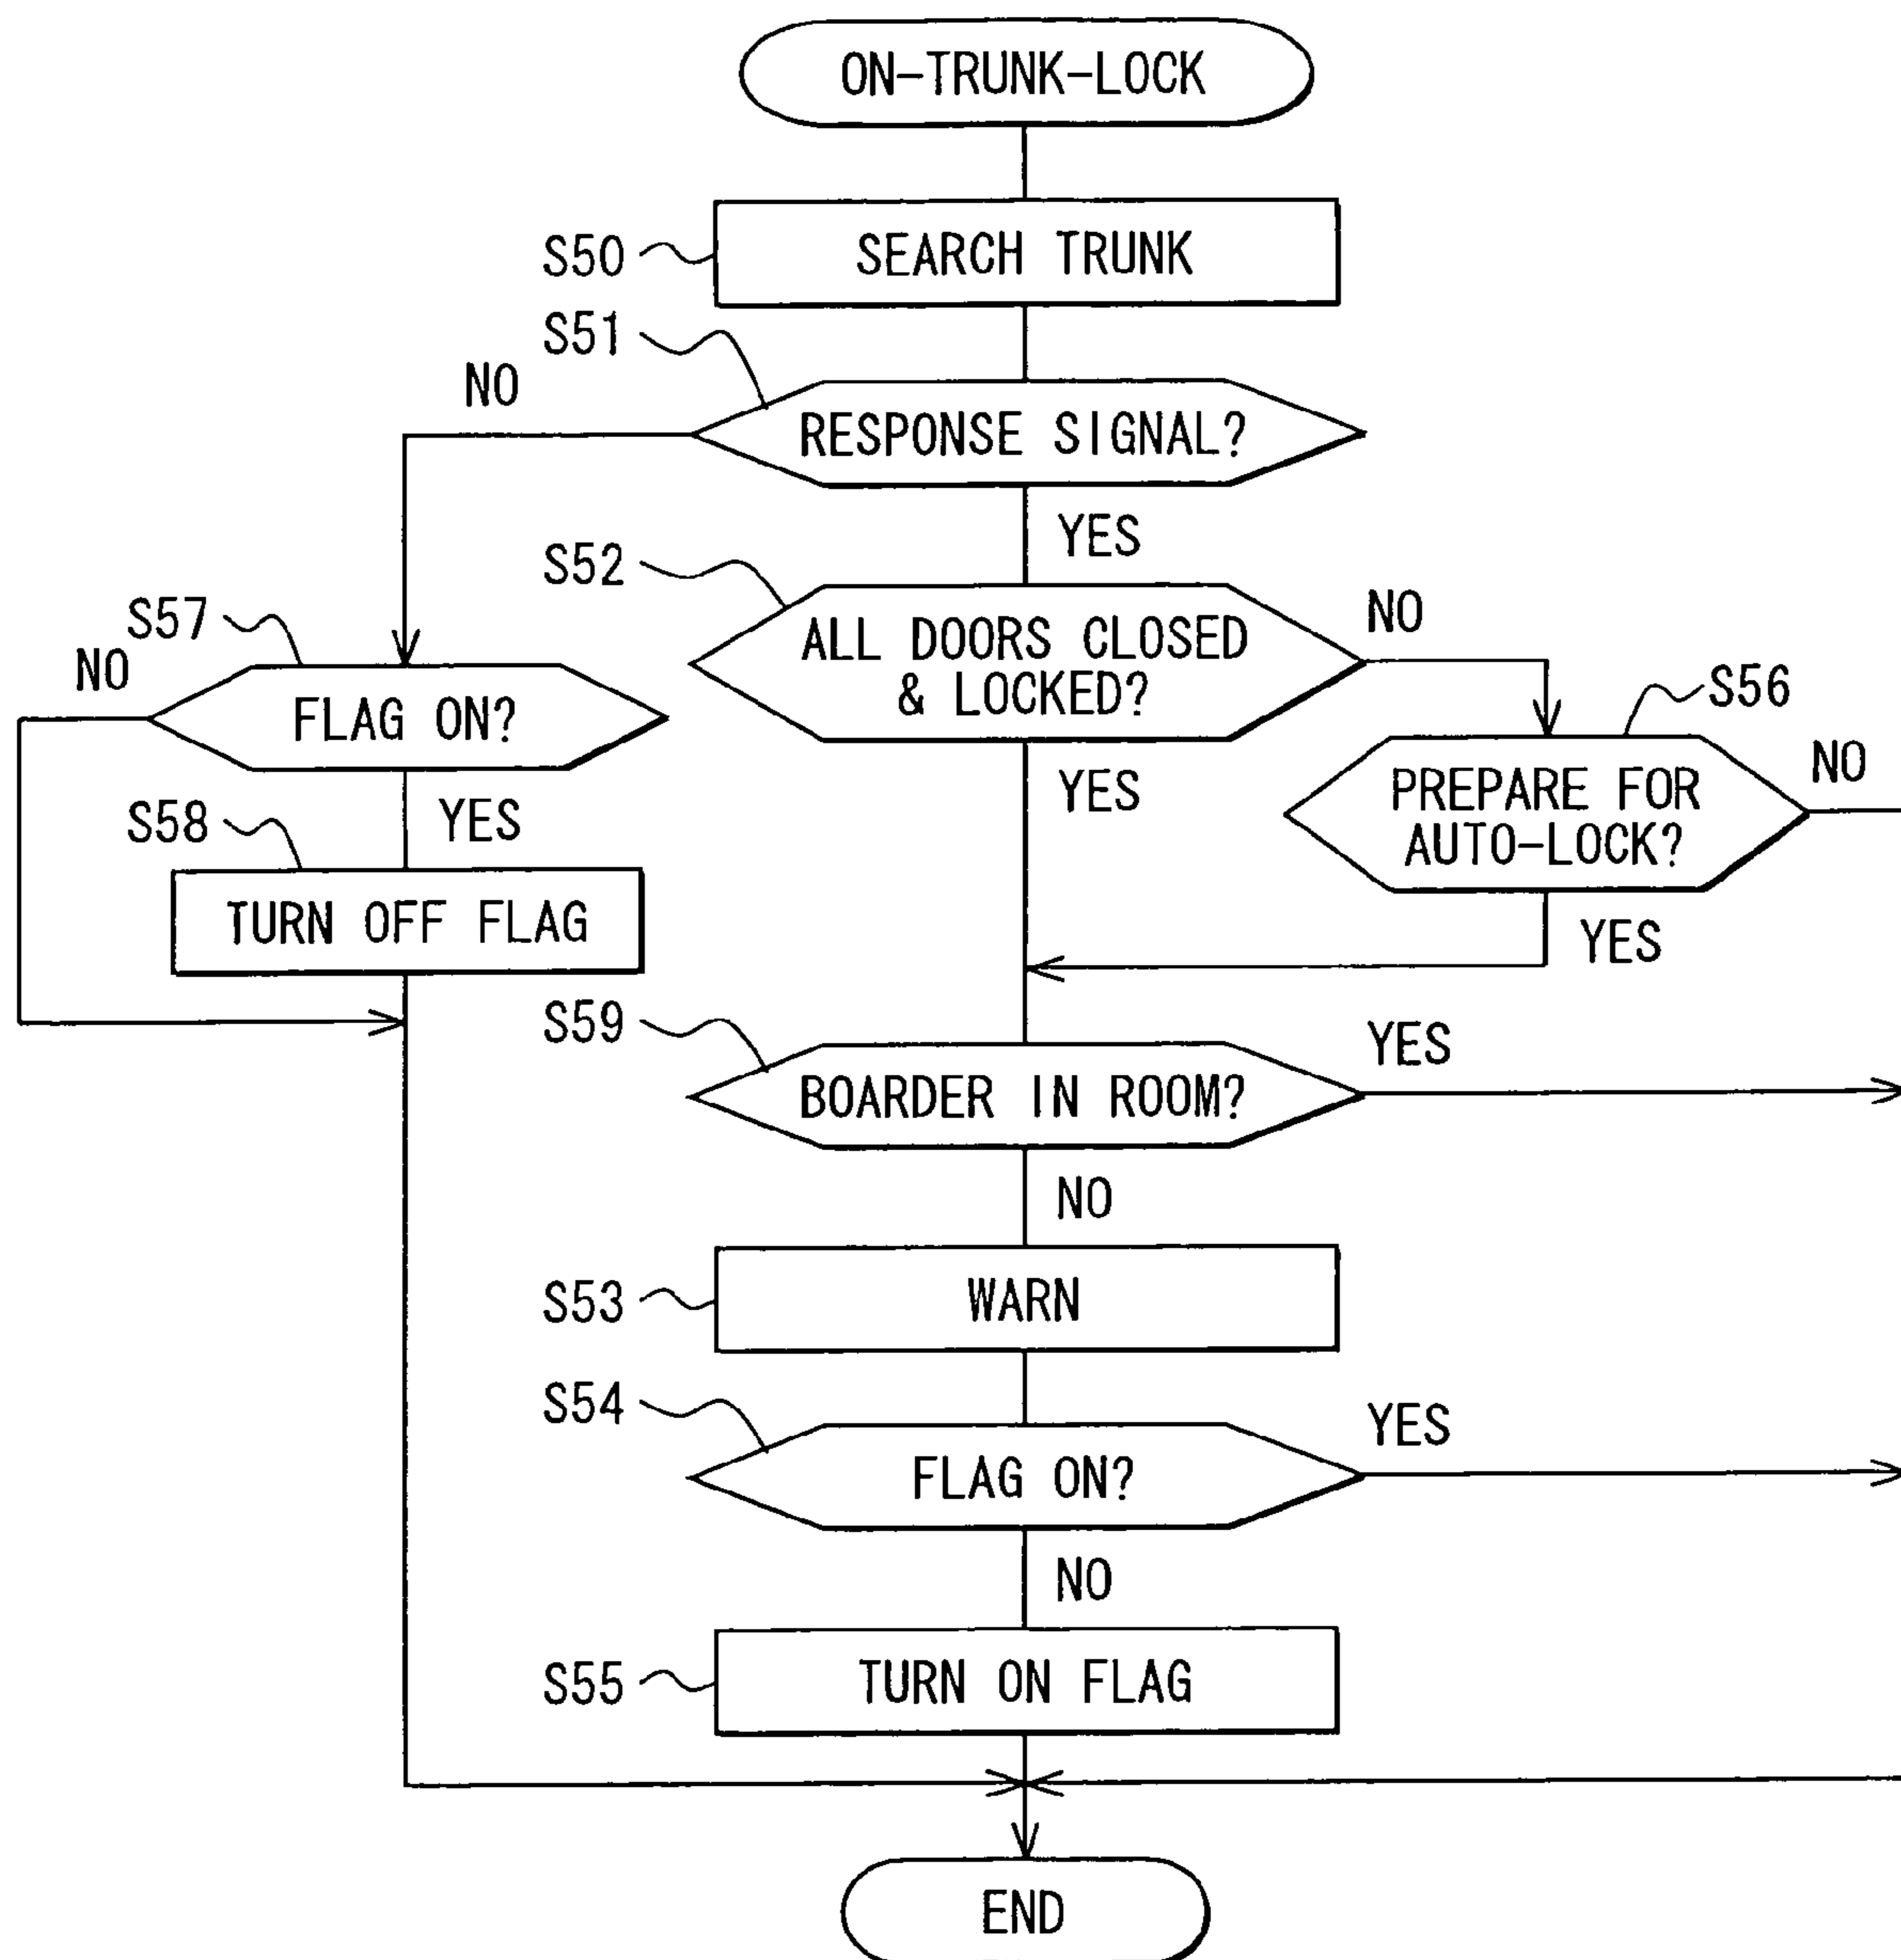 ON-TRUNK-LOCK
S50
SEARCH TRUNK
S51
NO
RESPONSE SIGNAL?
YES
S52
ALL DOORS CLOSED
& LOCKED?
NO
S57
NO
FLAG ON?
YES
S56
PREPARE FOR
AUTO-LOCK?
NO
YES
S58
TURN OFF FLAG
YES
S59
BOARDER IN ROOM?
YES
NO
S53
WARN
S54
FLAG ON?
YES
NO
S55
TURN ON FLAG
END